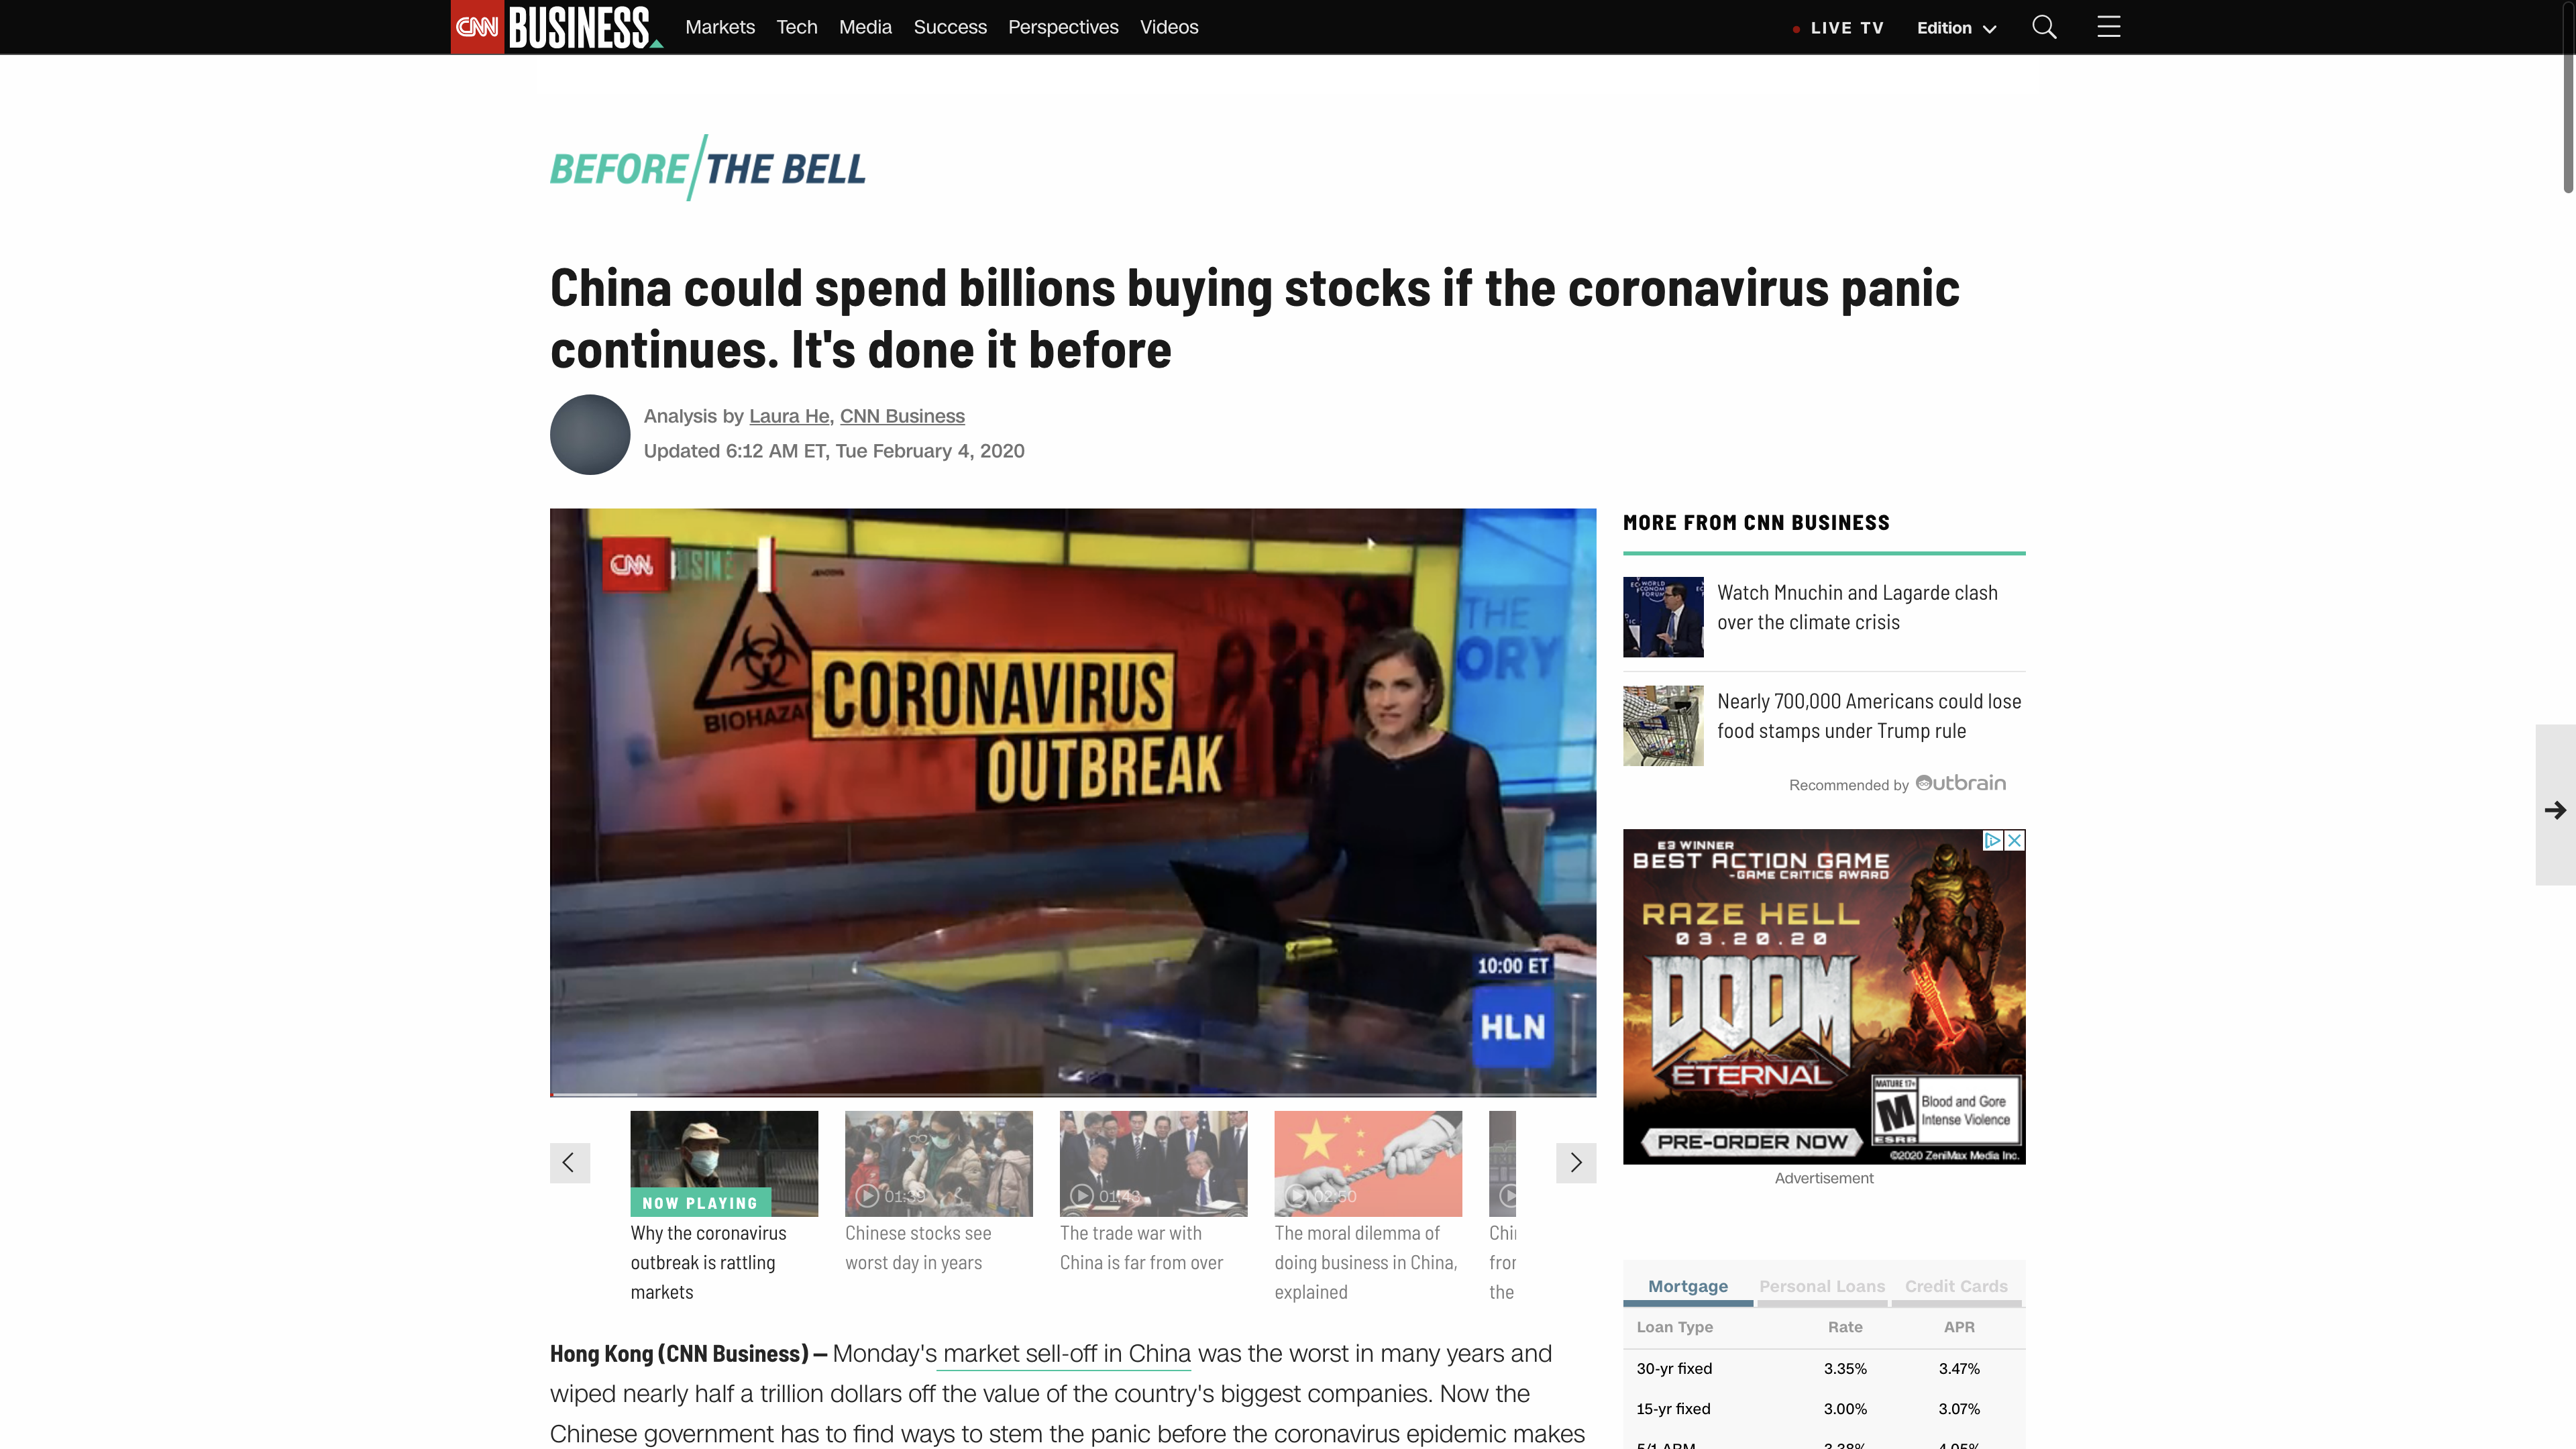 CNN BUSINESS Markets Tech Media Success Perspectives Videos LIVE TV Edition
BEFORE/THE BELL
China could spend billions buying stocks if the coronavirus panic
continues. It's done it before
Analysis by Laura He, CNN Business
Updated 6:12 AM ET, Tue February 4, 2020
CNN
BIOHAZA
CORONAVIRUS
OUTBREAK
THE
ORY
10:00 ET
HLN
NOW PLAYING
Why the coronavirus
outbreak is rattling
markets
01:39
Chinese stocks see
worst day in years
01:43
The trade war with
China is far from over
02:50
The moral dilemma of
doing business in China,
explained
Chi
fror
the
Hong Kong (CNN Business) — Monday's market sell-off in China was the worst in many years and
wiped nearly half a trillion dollars off the value of the country's biggest companies. Now the
Chinese government has to find ways to stem the panic before the coronavirus epidemic makes
MORE FROM CNN BUSINESS
WORLD
ECONOM
FORUM
Watch Mnuchin and Lagarde clash
over the climate crisis
Nearly 700,000 Americans could lose
food stamps under Trump rule
Recommended by Outbrain
E3 WINNER
BEST ACTION GAME
-GAME CRITICS AWARD
RAZE HELL
03.20.20
DOOM
ETERNAL
MATURE 17+
M
ESRB
Blood and Gore
Intense Violence
PRE-ORDER NOW
©2020 ZeniMax Media Inc.
Advertisement
Mortgage Personal Loans Credit Cards
Loan Type Rate APR
30-yr fixed 3.35% 3.47%
15-yr fixed 3.00% 3.07%
5/1 ARM 3.38% 4.05%